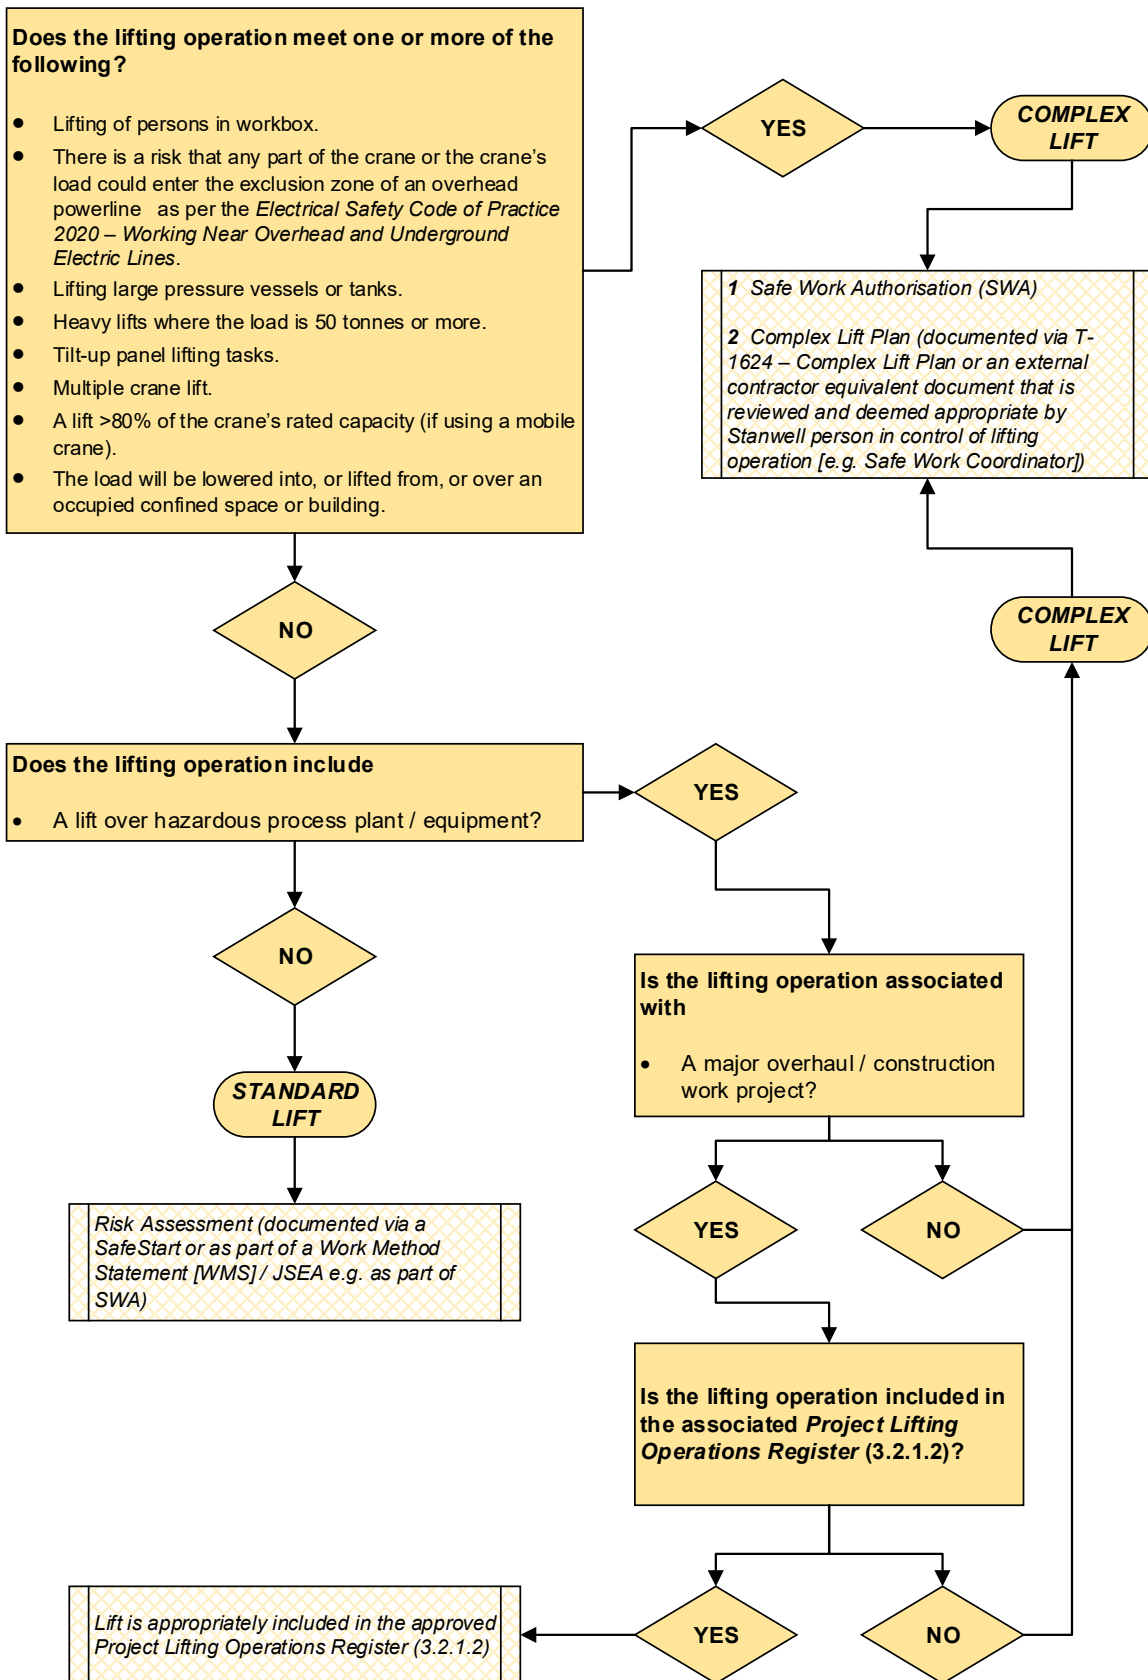 Does the lifting operation meet one or more of the
following?
• Lifting of persons in workbox.
• There is a risk that any part of the crane or the crane's
load could enter the exclusion zone of an overhead
powerline as per the Electrical Safety Code of Practice
2020 – Working Near Overhead and Underground
Electric Lines.
• Lifting large pressure vessels or tanks.
• Heavy lifts where the load is 50 tonnes or more.
• Tilt-up panel lifting tasks.
• Multiple crane lift.
• A lift >80% of the crane's rated capacity (if using a mobile
crane).
• The load will be lowered into, or lifted from, or over an
occupied confined space or building.
YES
COMPLEX
LIFT
1 Safe Work Authorisation (SWA)
2 Complex Lift Plan (documented via T-
1624 – Complex Lift Plan or an external
contractor equivalent document that is
reviewed and deemed appropriate by
Stanwell person in control of lifting
operation [e.g. Safe Work Coordinator])
NO
COMPLEX
LIFT
Does the lifting operation include
• A lift over hazardous process plant / equipment?
YES
NO
Is the lifting operation associated
with
• A major overhaul / construction
work project?
STANDARD
LIFT
YES
NO
Risk Assessment (documented via a
SafeStart or as part of a Work Method
Statement [WMS] / JSEA e.g. as part of
SWA)
Is the lifting operation included in
the associated Project Lifting
Operations Register (3.2.1.2)?
YES
NO
Lift is appropriately included in the approved
Project Lifting Operations Register (3.2.1.2)